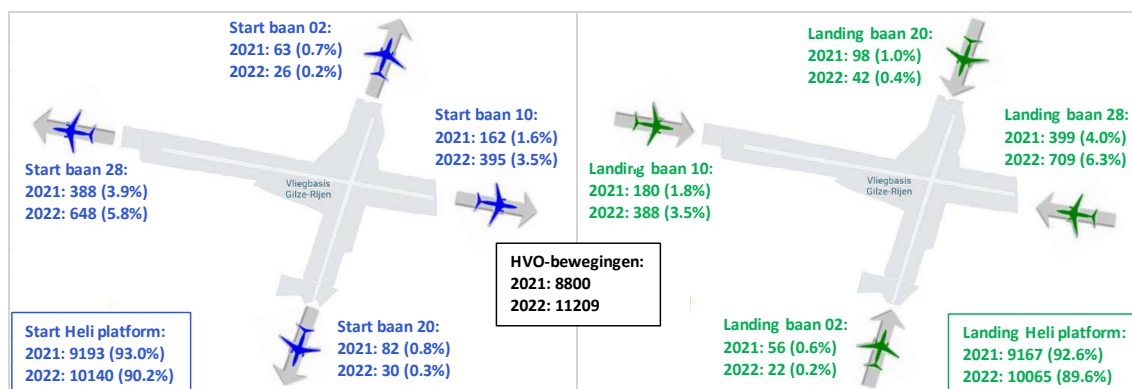 Start baan 02:
2021: 63 (0.7%)
2022: 26 (0.2%)
Start baan 10:
2021: 162 (1.6%)
2022: 395 (3.5%)
Start baan 28:
2021: 388 (3.9%)
2022: 648 (5.8%)
Vliegbasis
Gilze-Rijen
Start baan 20:
2021: 82 (0.8%)
2022: 30 (0.3%)
Start Heli platform:
2021: 9193 (93.0%)
2022: 10140 (90.2%)
HVO-bewegingen:
2021: 8800
2022: 11209
Landing baan 20:
2021: 98 (1.0%)
2022: 42 (0.4%)
Landing baan 28:
2021: 399 (4.0%)
2022: 709 (6.3%)
Landing baan 10:
2021: 180 (1.8%)
2022: 388 (3.5%)
Vliegbasis
Gilze-Rijen
Landing baan 02:
2021: 56 (0.6%)
2022: 22 (0.2%)
Landing Heli platform:
2021: 9167 (92.6%)
2022: 10065 (89.6%)